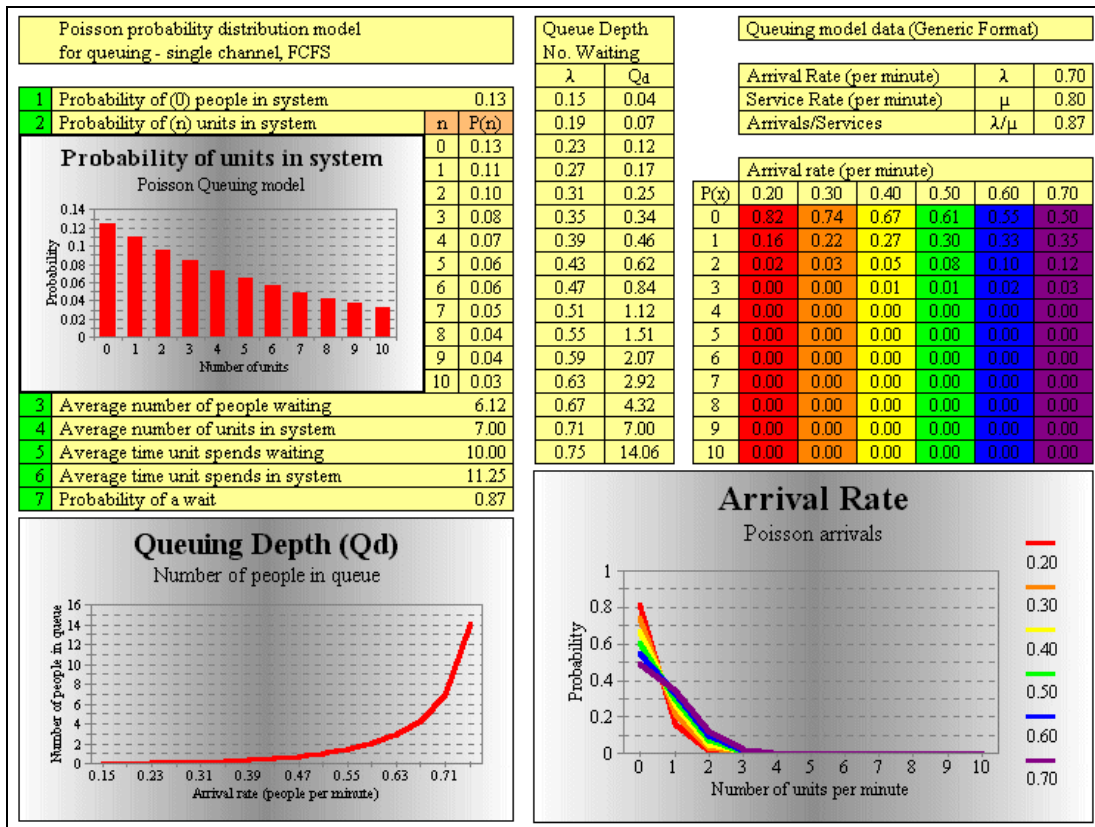 Poisson probability distribution model
for queuing - single channel, FCFS
1 Probability of (0) people in system 0.13
2 Probability of (n) units in system n P(n)
0 0.13
1 0.11
2 0.10
3 0.08
4 0.07
5 0.06
6 0.06
7 0.05
8 0.04
9 0.04
10 0.03
Probability of units in system
Poisson Queuing model
Probability
0.14
0.12
0.1
0.08
0.06
0.04
0.02
0
0 1 2 3 4 5 6 7 8 9 10
Number of units
3 Average number of people waiting 6.12
4 Average number of units in system 7.00
5 Average time unit spends waiting 10.00
6 Average time unit spends in system 11.25
7 Probability of a wait 0.87
Queue Depth
No. Waiting
λ Qd
0.15 0.04
0.19 0.07
0.23 0.12
0.27 0.17
0.31 0.25
0.35 0.34
0.39 0.46
0.43 0.62
0.47 0.84
0.51 1.12
0.55 1.51
0.59 2.07
0.63 2.92
0.67 4.32
0.71 7.00
0.75 14.06
Queuing model data (Generic Format)
Arrival Rate (per minute) λ 0.70
Service Rate (per minute) μ 0.80
Arrivals/Services λ/μ 0.87
Arrival rate (per minute)
P(x) 0.20 0.30 0.40 0.50 0.60 0.70
0 0.82 0.74 0.67 0.61 0.55 0.50
1 0.16 0.22 0.27 0.30 0.33 0.35
2 0.02 0.03 0.05 0.08 0.10 0.12
3 0.00 0.00 0.01 0.01 0.02 0.03
4 0.00 0.00 0.00 0.00 0.00 0.00
5 0.00 0.00 0.00 0.00 0.00 0.00
6 0.00 0.00 0.00 0.00 0.00 0.00
7 0.00 0.00 0.00 0.00 0.00 0.00
8 0.00 0.00 0.00 0.00 0.00 0.00
9 0.00 0.00 0.00 0.00 0.00 0.00
10 0.00 0.00 0.00 0.00 0.00 0.00
Queuing Depth (Qd)
Number of people in queue
Number of people in queue
16
14
12
10
8
6
4
2
0
0.15 0.23 0.31 0.39 0.47 0.55 0.63 0.71
Arrival rate (people per minute)
Arrival Rate
Poisson arrivals
Probability
1
0.8
0.6
0.4
0.2
0
0 1 2 3 4 5 6 7 8 9 10
Number of units per minute
0.20
0.30
0.40
0.50
0.60
0.70